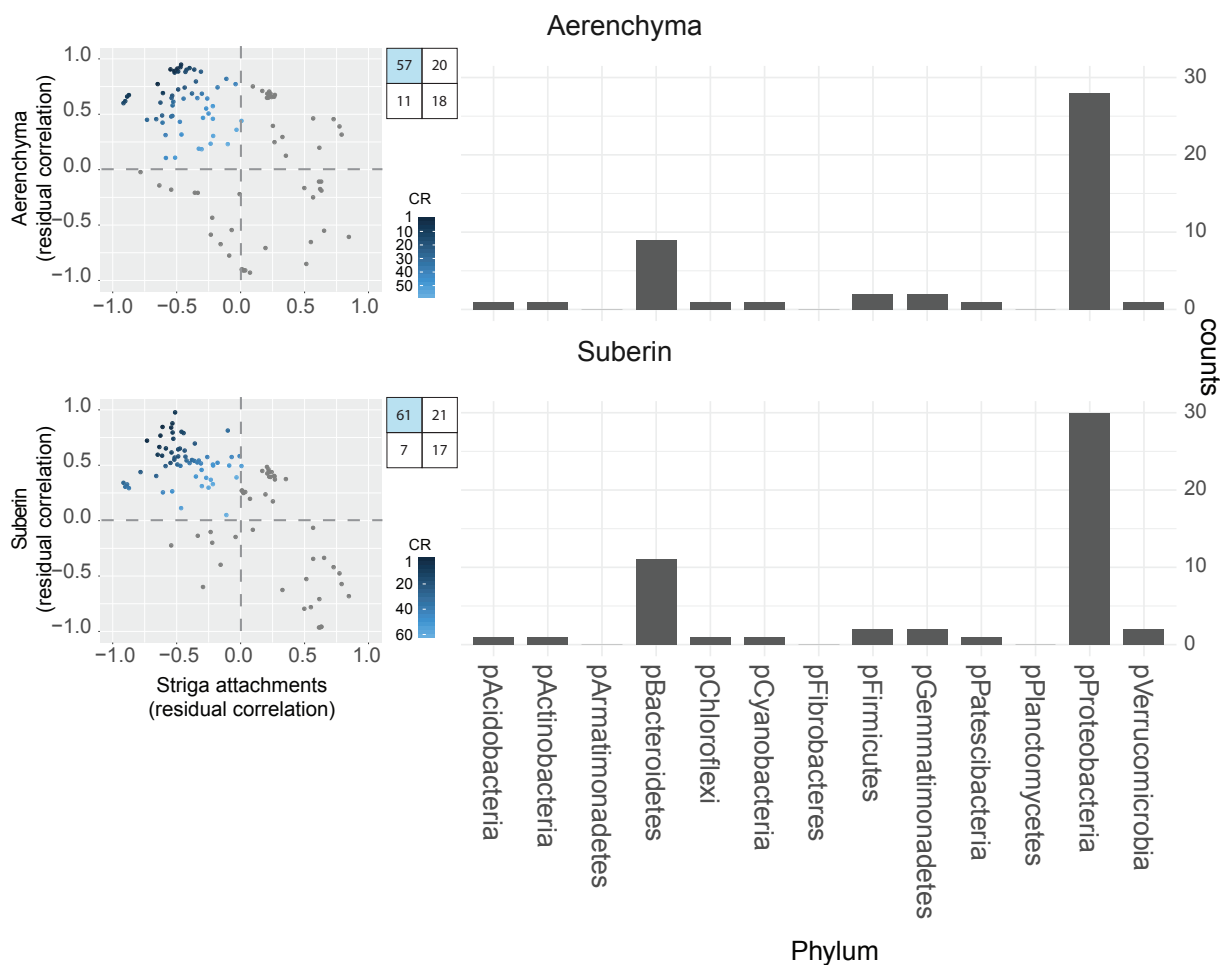 Aerenchyma
Aerenchyma
(residual correlation)
1.0
0.5
0.0
−0.5
−1.0
−1.0 −0.5 0.0 0.5 1.0
57 20
11 18
CR
1
10
20
30
40
50
30
20
10
0
counts
Suberin
Suberin
(residual correlation)
1.0
0.5
0.0
−0.5
−1.0
−1.0 −0.5 0.0 0.5 1.0
Striga attachments
(residual correlation)
61 21
7 17
CR
1
20
40
60
30
20
10
0
pAcidobacteria
pActinobacteria
pArmatimonadetes
pBacteroidetes
pChloroflexi
pCyanobacteria
pFibrobacteres
pFirmicutes
pGemmatimonadetes
pPatescibacteria
pPlanctomycetes
pProteobacteria
pVerrucomicrobia
Phylum